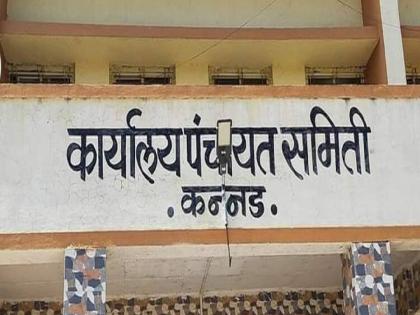 कार्यालय पंचायत समिती
. कन्नड .